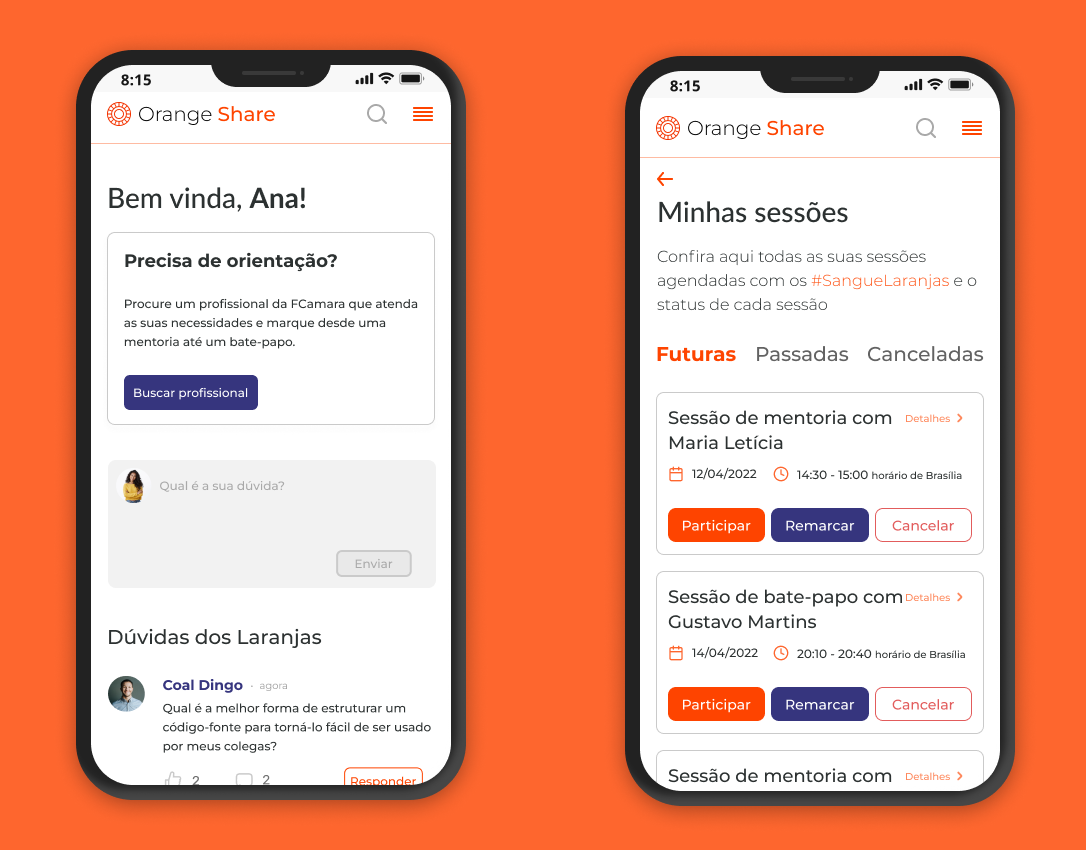 8:15
Orange Share
Bem vinda, Ana!
Precisa de orientação?
Procure um profissional da FCamara que atenda
as suas necessidades e marque desde uma
mentoria até um bate-papo.
Buscar profissional
Qual é a sua dúvida?
Enviar
Dúvidas dos Laranjas
Coal Dingo · agora
Qual é a melhor forma de estruturar um
código-fonte para torná-lo fácil de ser usado
por meus colegas?
2 2 Responder
8:15
Orange Share
Minhas sessões
Confira aqui todas as suas sessões
agendadas com os #SangueLaranjas e o
status de cada sessão
Futuras Passadas Canceladas
Sessão de mentoria com Detalhes
Maria Letícia
12/04/2022 14:30 - 15:00 horário de Brasília
Participar Remarcar Cancelar
Sessão de bate-papo com Detalhes
Gustavo Martins
14/04/2022 20:10 - 20:40 horário de Brasília
Participar Remarcar Cancelar
Sessão de mentoria com Detalhes